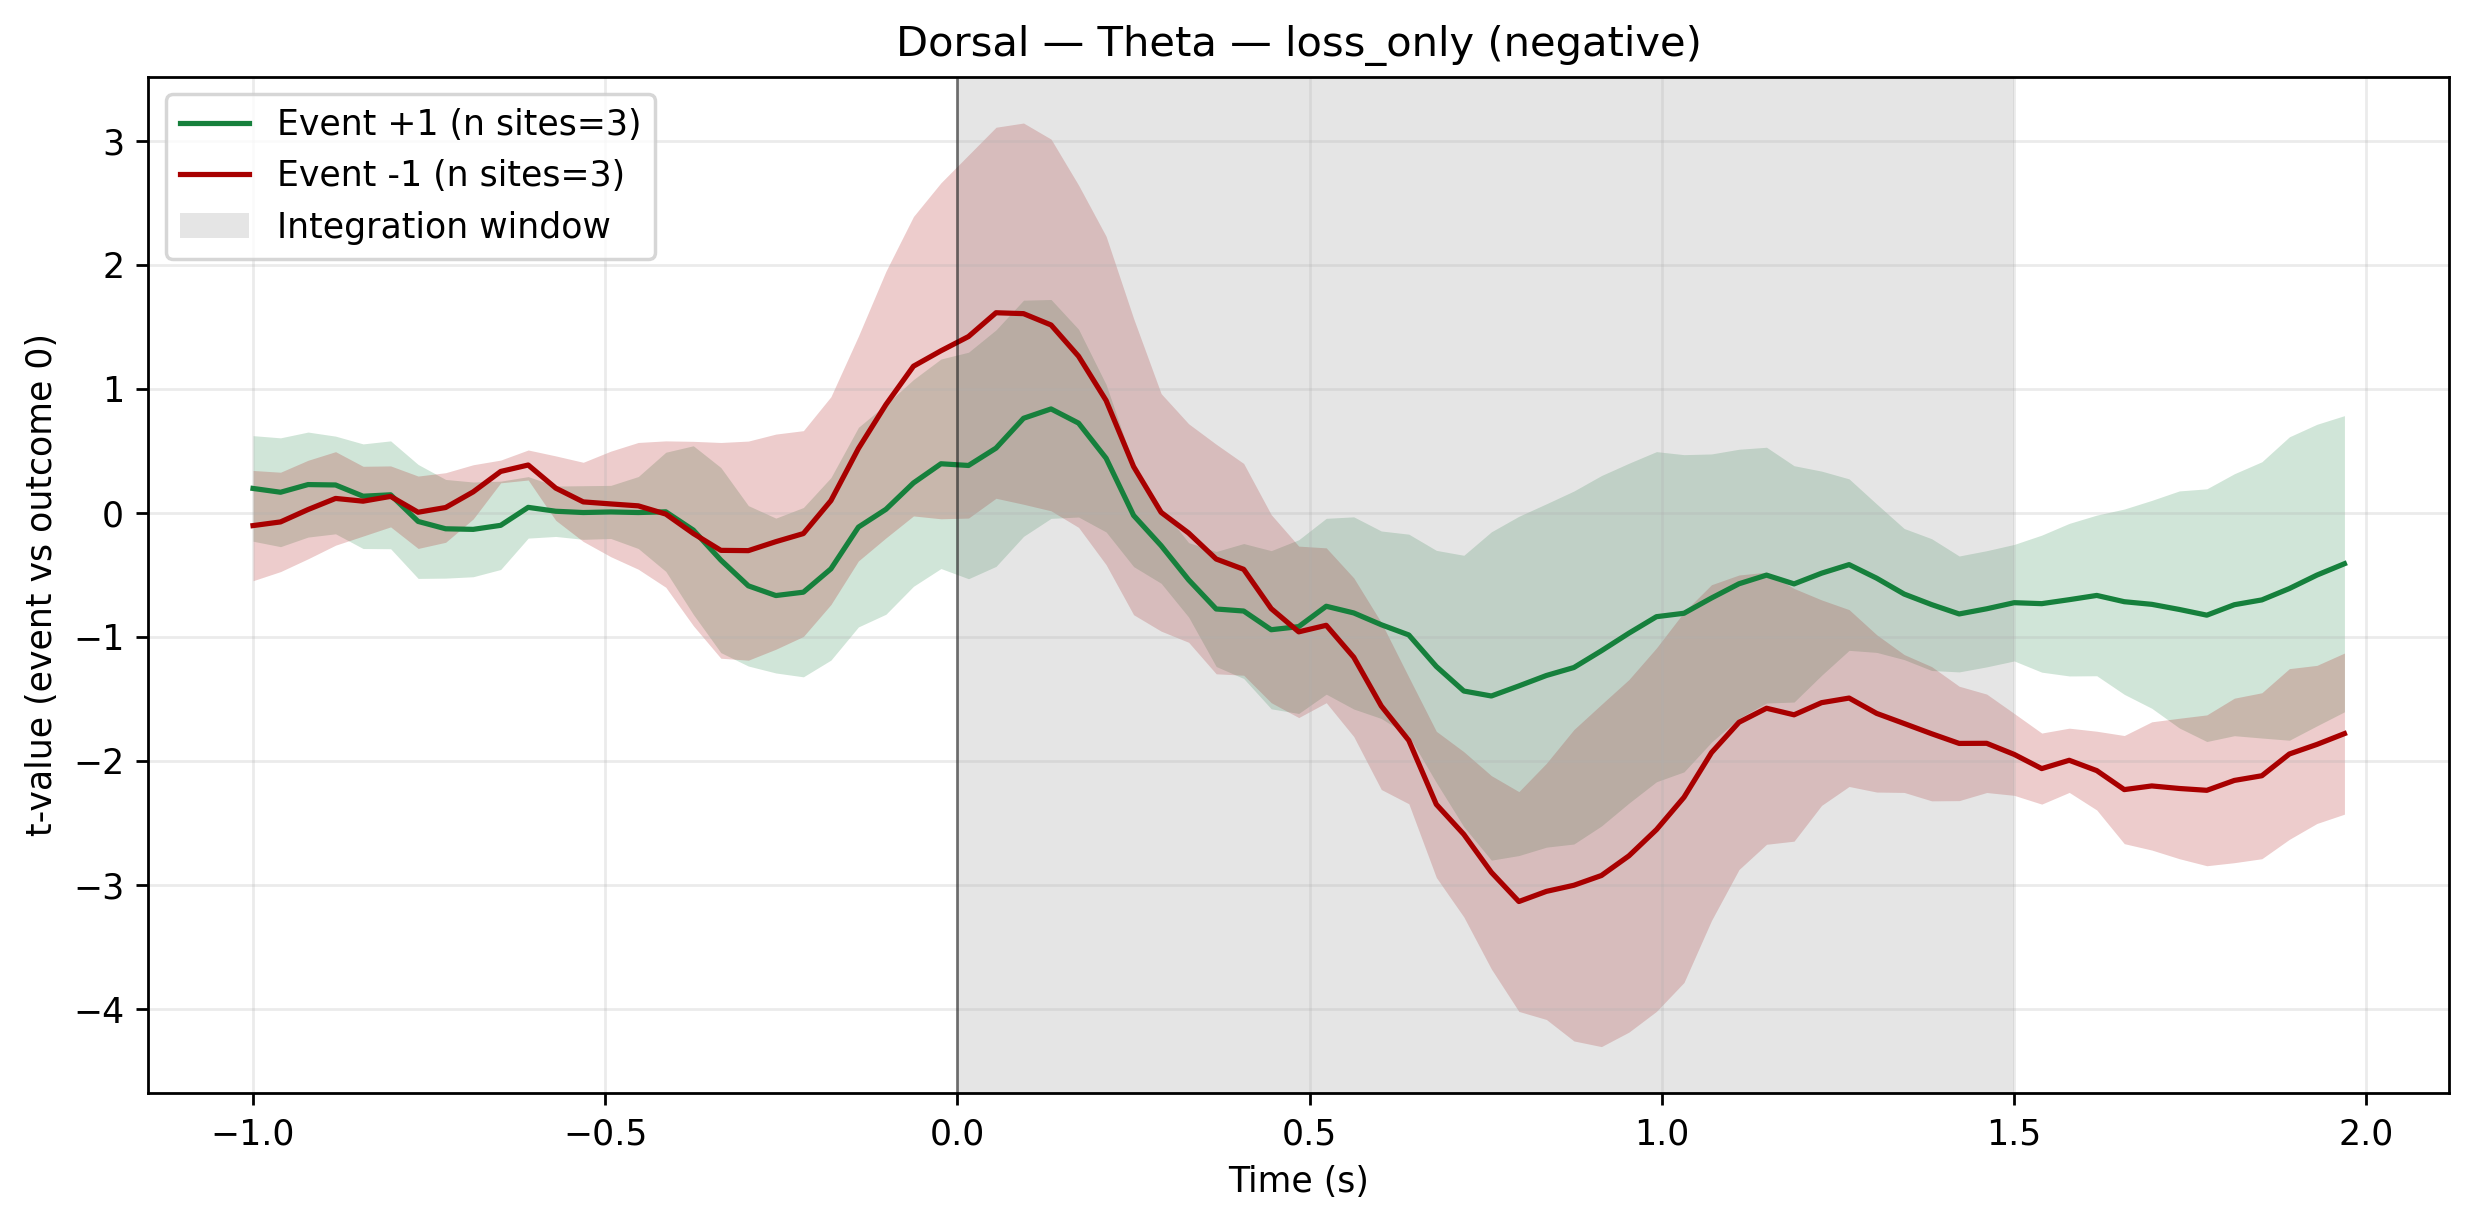 Dorsal — Theta — loss_only (negative)
Event +1 (n sites=3)
Event -1 (n sites=3)
Integration window
t-value (event vs outcome 0)
3
2
1
0
−1
−2
−3
−4
−1.0
−0.5
0.0
0.5
1.0
1.5
2.0
Time (s)